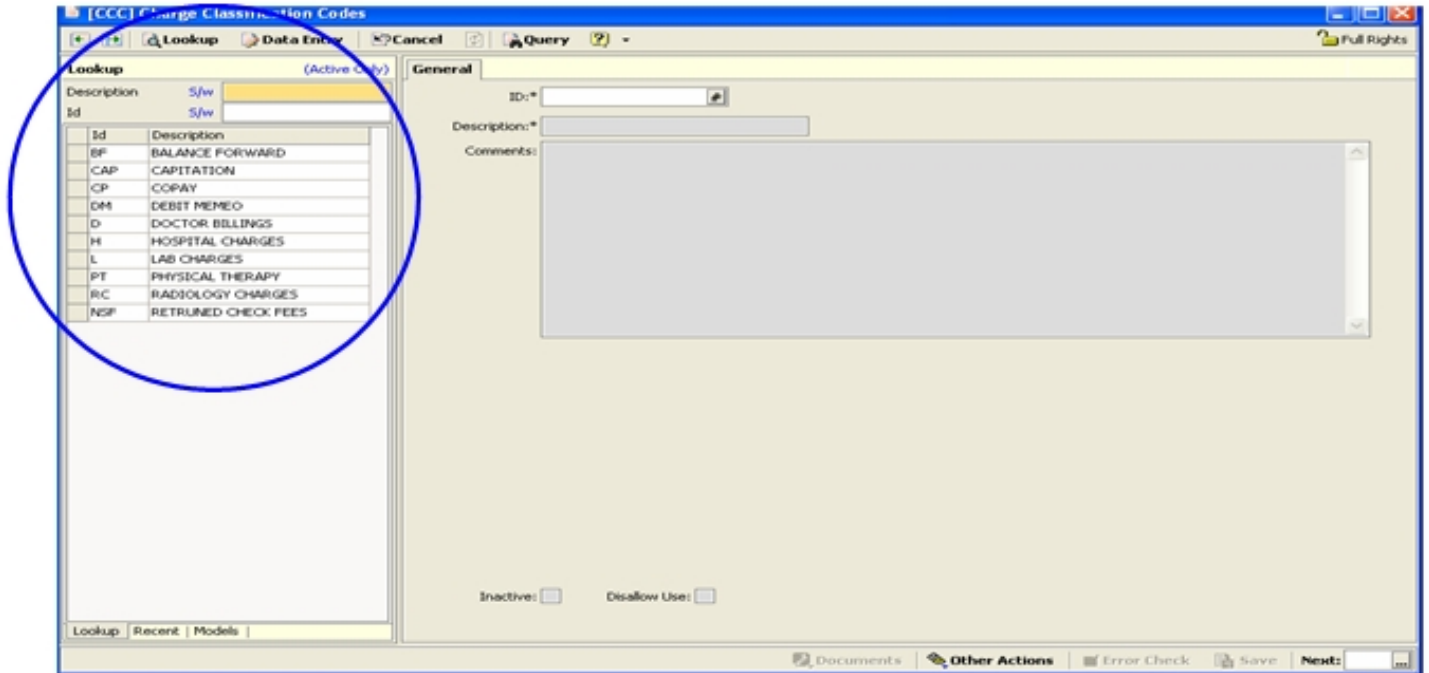 [CCC] Charge Classification Codes
Lookup Data Entry Cancel Query Full Rights
Lookup (Active Only)
Description S/w
Id S/w
Id Description
BF BALANCE FORWARD
CAP CAPITATION
CP COPAY
DM DEBIT MEMEO
D DOCTOR BILLINGS
H HOSPITAL CHARGES
L LAB CHARGES
PT PHYSICAL THERAPY
RC RADIOLOGY CHARGES
NSF RETRUNED CHECK FEES
Lookup Recent | Models |
General
ID:*
Description:*
Comments:
Inactive: Disallow Use:
Documents Other Actions Error Check Save Next: ...